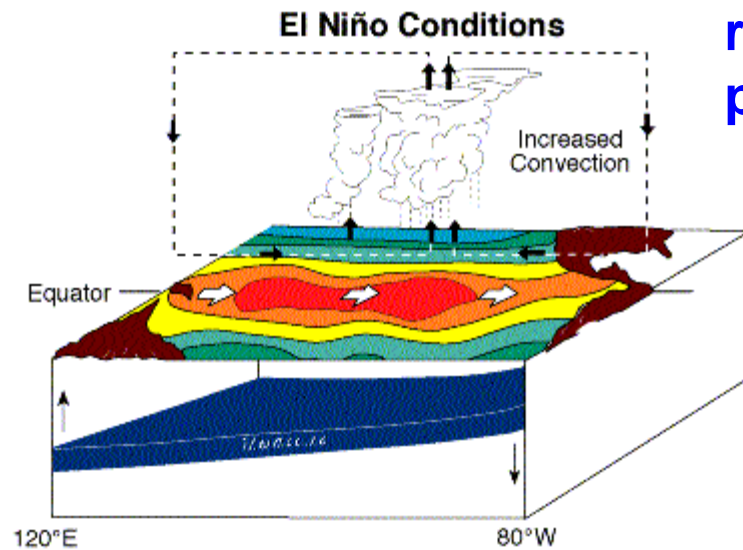 El Niño Conditions
r
p
Increased
Convection
Equator
120°E
80°W